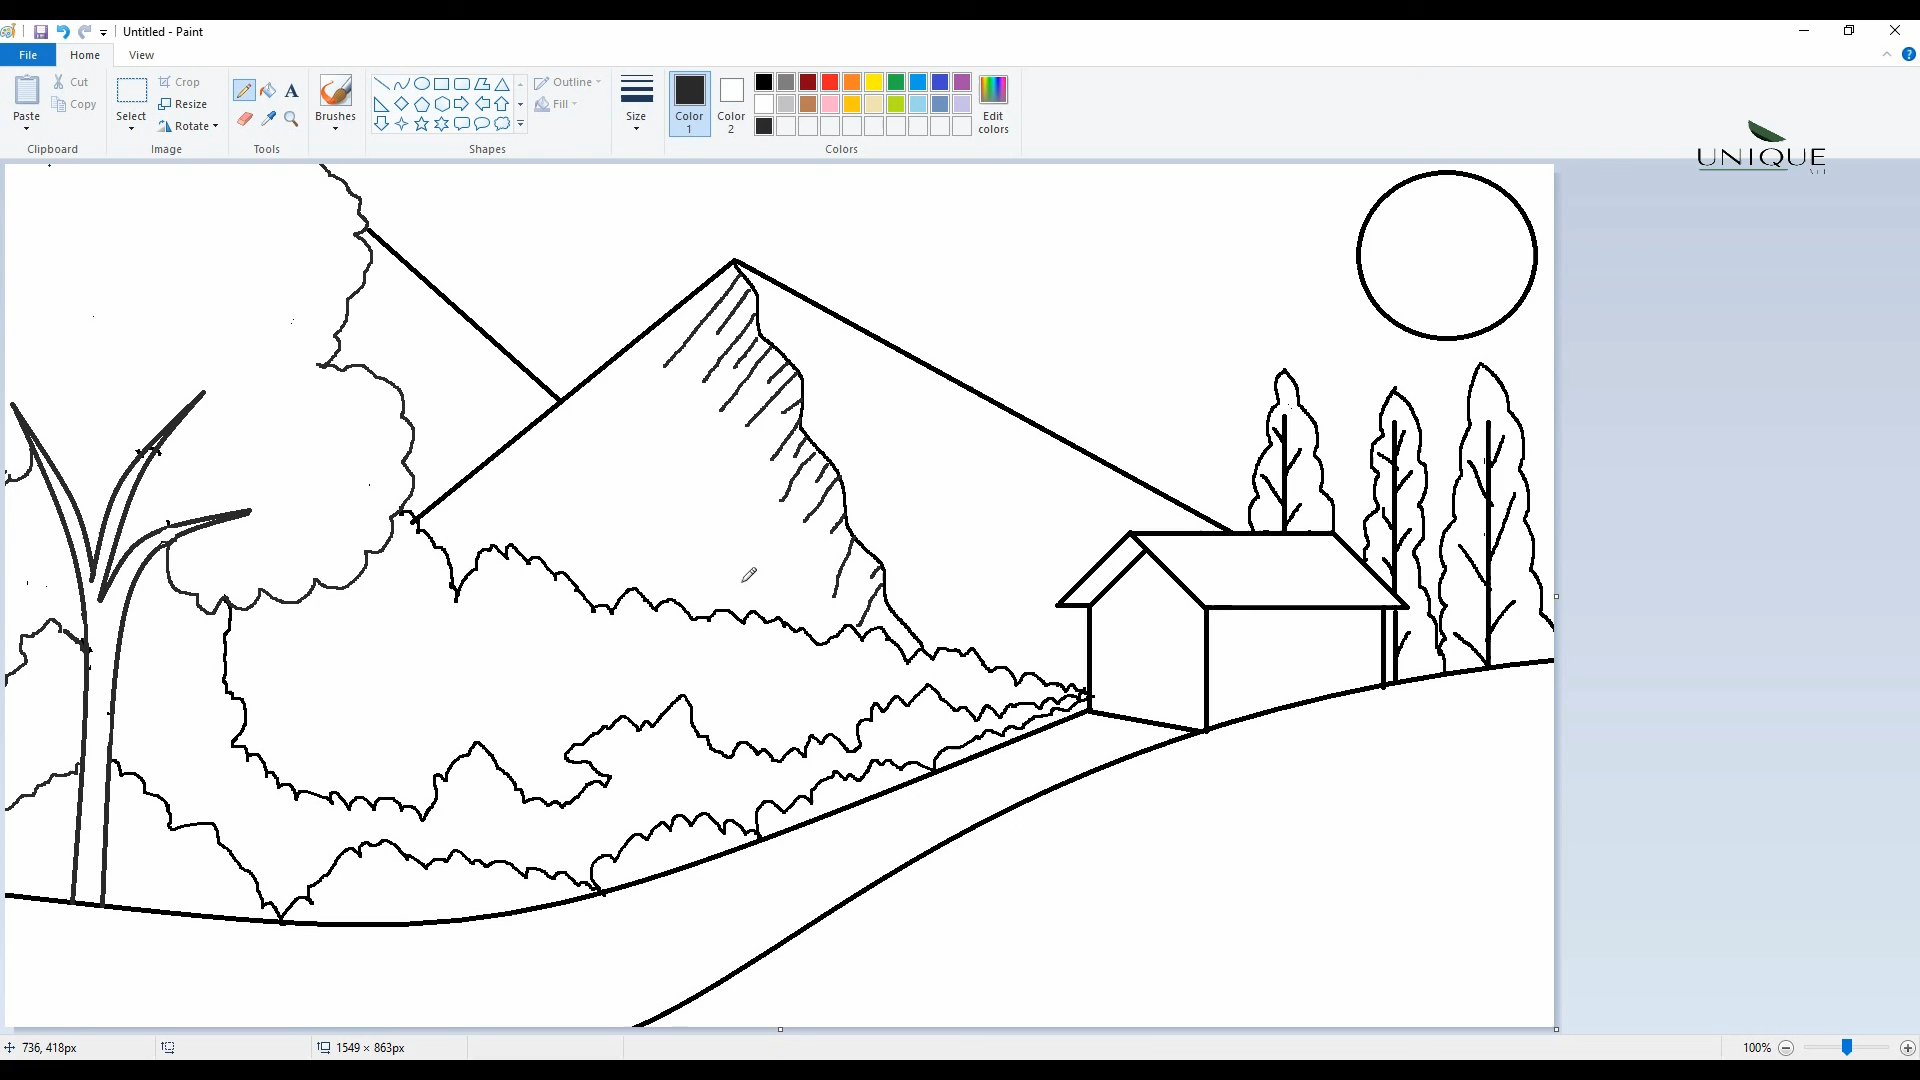 Untitled - Paint
File Home View
Cut Crop Outline
Copy Resize Fill
Rotate
Paste Select Brushes Size Color 1 Color 2 Edit colors
Clipboard Image Tools Shapes Colors
UNIQUE
736, 418px 1549 × 863px 100%